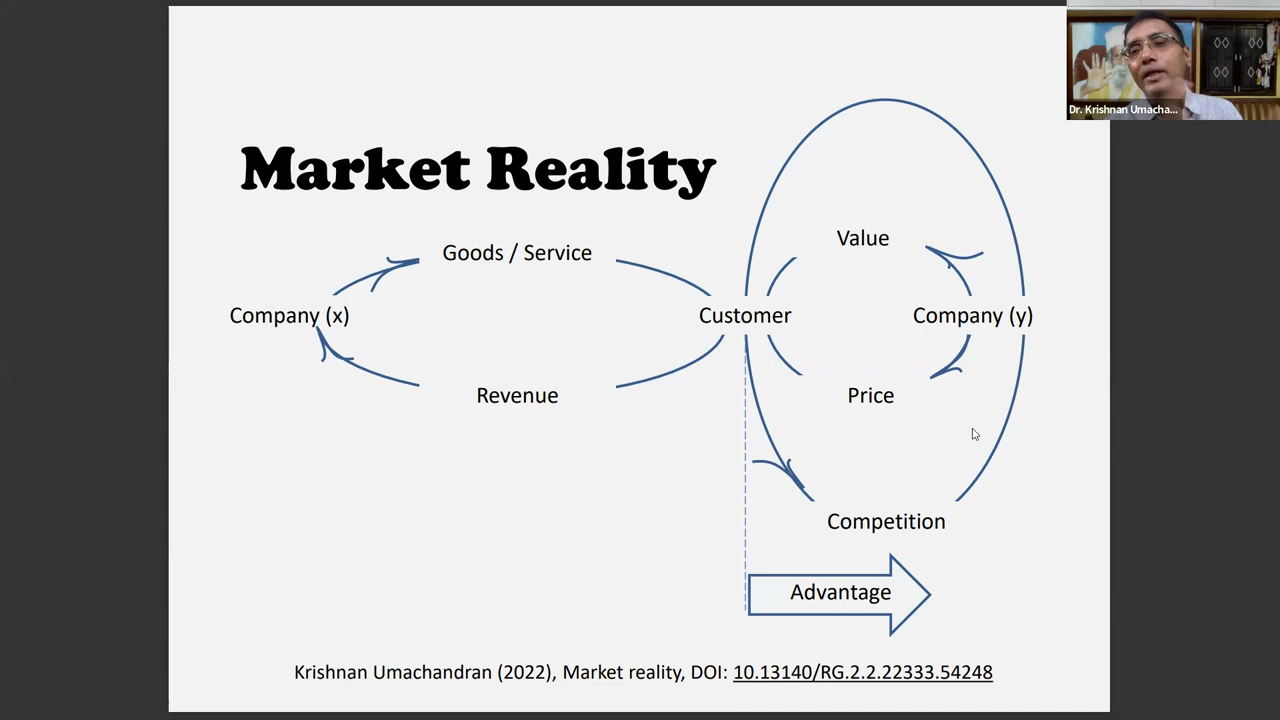 Dr. Krishnan Umacha...
Market Reality
Goods / Service
Value
Company (x)
Customer
Company (y)
Revenue
Price
Competition
Advantage
Krishnan Umachandran (2022), Market reality, DOI: 10.13140/RG.2.2.22333.54248